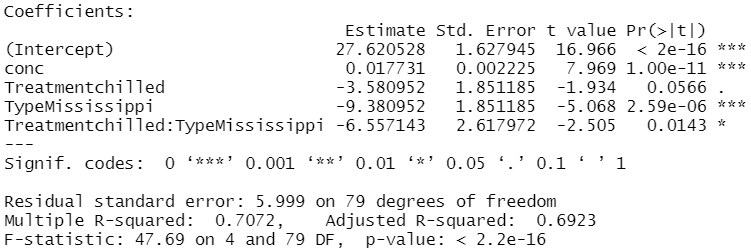 Coefficients:
Estimate Std. Error t value Pr(>|t|)
(Intercept) 27.620528 1.627945 16.966 < 2e-16 ***
conc 0.017731 0.002225 7.969 1.00e-11 ***
Treatmentchilled -3.580952 1.851185 -1.934 0.0566 .
TypeMississippi -9.380952 1.851185 -5.068 2.59e-06 ***
Treatmentchilled:TypeMississippi -6.557143 2.617972 -2.505 0.0143 *
---
Signif. codes: 0 ‘***’ 0.001 ‘**’ 0.01 ‘*’ 0.05 ‘.’ 0.1 ‘ ’ 1
Residual standard error: 5.999 on 79 degrees of freedom
Multiple R-squared: 0.7072, Adjusted R-squared: 0.6923
F-statistic: 47.69 on 4 and 79 DF, p-value: < 2.2e-16